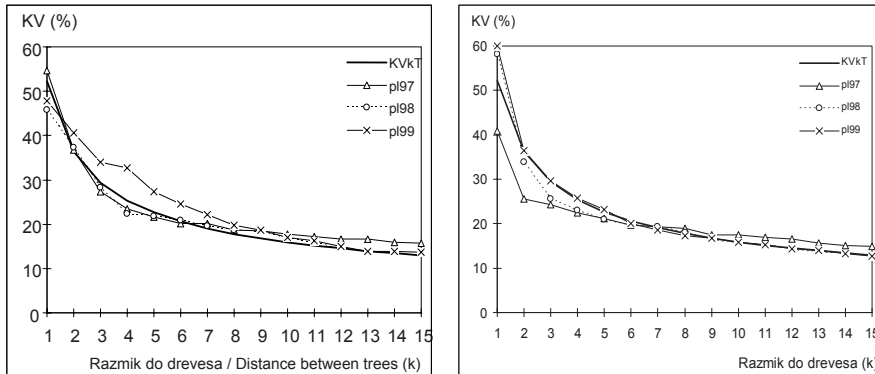 KV (%)
60
50
40
30
20
10
0
KVkT
pl97
pl98
pl99
1 2 3 4 5 6 7 8 9 10 11 12 13 14 15
Razmik do drevesa / Distance between trees (k)
KV (%)
60
50
40
30
20
10
0
KVkT
pl97
pl98
pl99
1 2 3 4 5 6 7 8 9 10 11 12 13 14 15
Razmik do drevesa (k)